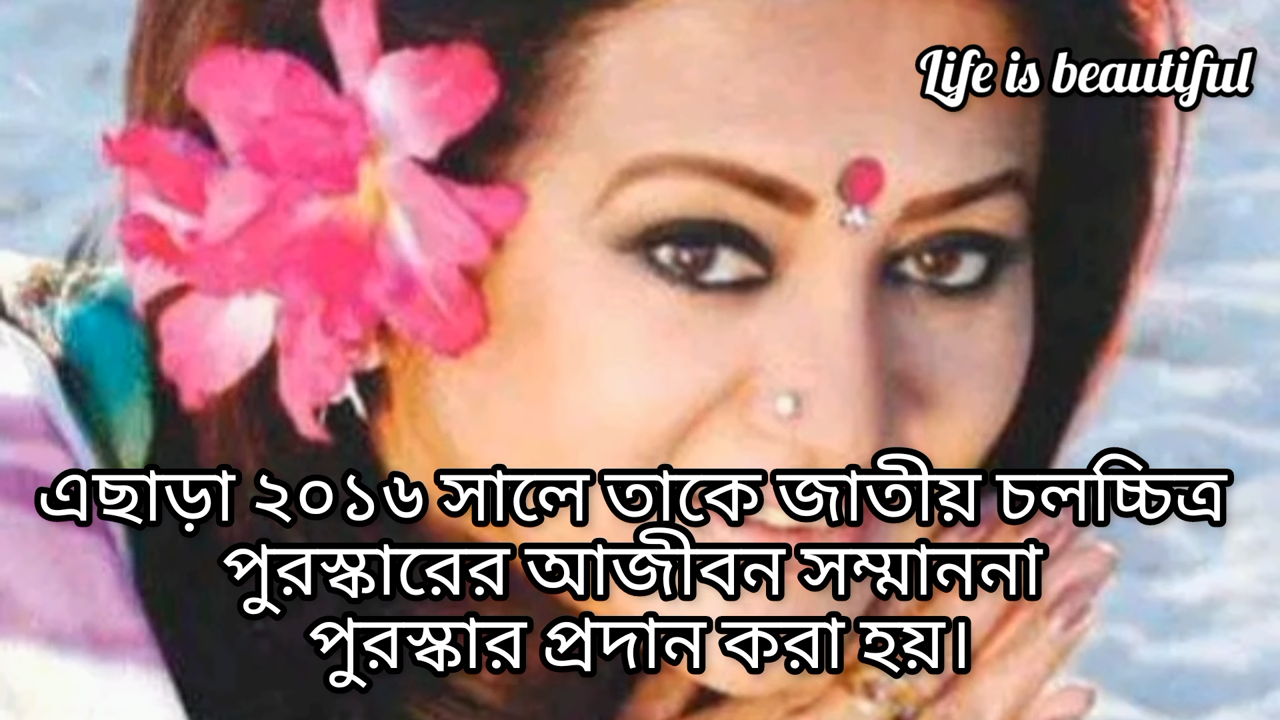 Life is beautiful
এছাড়া ২০১৬ সালে তাকে জাতীয় চলচ্চিত্র
পুরস্কারের আজীবন সম্মাননা
পুরস্কার প্রদান করা হয়।